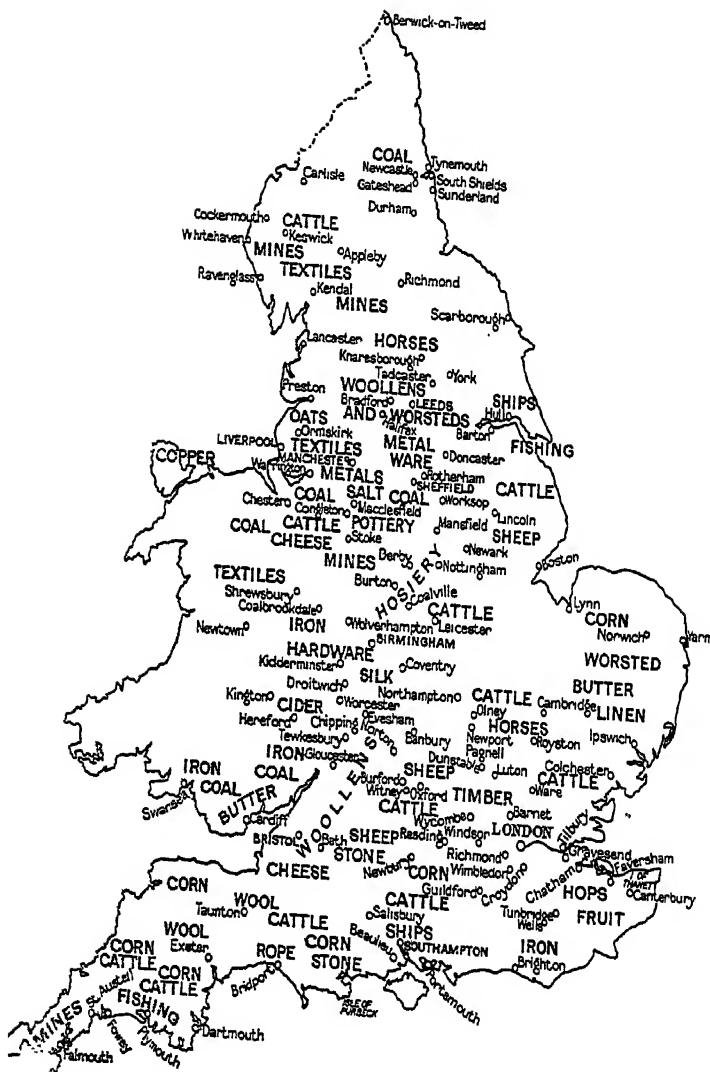 Berwick-on-Tweed
COAL
Tynemouth
Newcastle
South Shields
Gateshead
Sunderland
Carlisle
Durham
Cockermouth
CATTLE
Keswick
Whitehaven
MINES
Appleby
TEXTILES
Ravenglass
Richmond
Kendal
MINES
Scarborough
Lancaster
HORSES
Knaresborough
Tadcaster
York
Preston
WOOLLENS
Bradford
LEEDS
SHIPS
Hull
OATS
AND
Halifax
WORSTEDS
Barton
Ormskirk
METAL
FISHING
LIVERPOOL
TEXTILES
WARE
Doncaster
COPPER
MANCHESTER
Warrington
METALS
Rotherham
SHEFFIELD
CATTLE
COAL
SALT
COAL
Worksop
Chester
Macclesfield
Congleton
Lincoln
COAL
CATTLE
POTTERY
Mansfield
CHEESE
Stoke
SHEEP
Newark
MINES
Derby
Nottingham
Boston
TEXTILES
Burton
HOSIERY
Shrewsbury
Coalville
Lynn
Coalbrookdale
CATTLE
CORN
Newtown
IRON
Wolverhampton
Leicester
Norwich
Yarm
BIRMINGHAM
HARDWARE
WORSTED
Kidderminster
Coventry
SILK
Droitwich
BUTTER
Kington
Worcester
Northampton
CATTLE
Cambridge
LINEN
CIDER
Evesham
Olney
Hereford
Chipping Norton
HORSES
Tewkesbury
Banbury
Newport Pagnell
Royston
Ipswich
IRON
Gloucester
Dunstable
Luton
Colchester
IRON
COAL
SHEEP
CATTLE
COAL
Burford
Witney
Oxford
TIMBER
Ware
Swansea
BUTTER
WOOLLENS
CATTLE
Wycombe
Barnet
Cardiff
Tilbury
BRISTOL
Bath
SHEEP
Reading
Windsor
LONDON
Gravesend
STONE
Richmond
Faversham
CHEESE
Newbury
CORN
Wimbledon
Chatham
I OF THANET
CORN
Guildford
Croydon
HOPS
Canterbury
WOOL
CATTLE
Taunton
CATTLE
Salisbury
Tunbridge Wells
FRUIT
WOOL
SHIPS
Exeter
CORN
Beaulieu
SOUTHAMPTON
IRON
CORN
ROPE
Brighton
CATTLE
CORN
Bridport
STONE
St. Austell
CATTLE
ISLE OF PURBECK
Portsmouth
FISHING
MINES
Dartmouth
Fowey
Plymouth
Falmouth